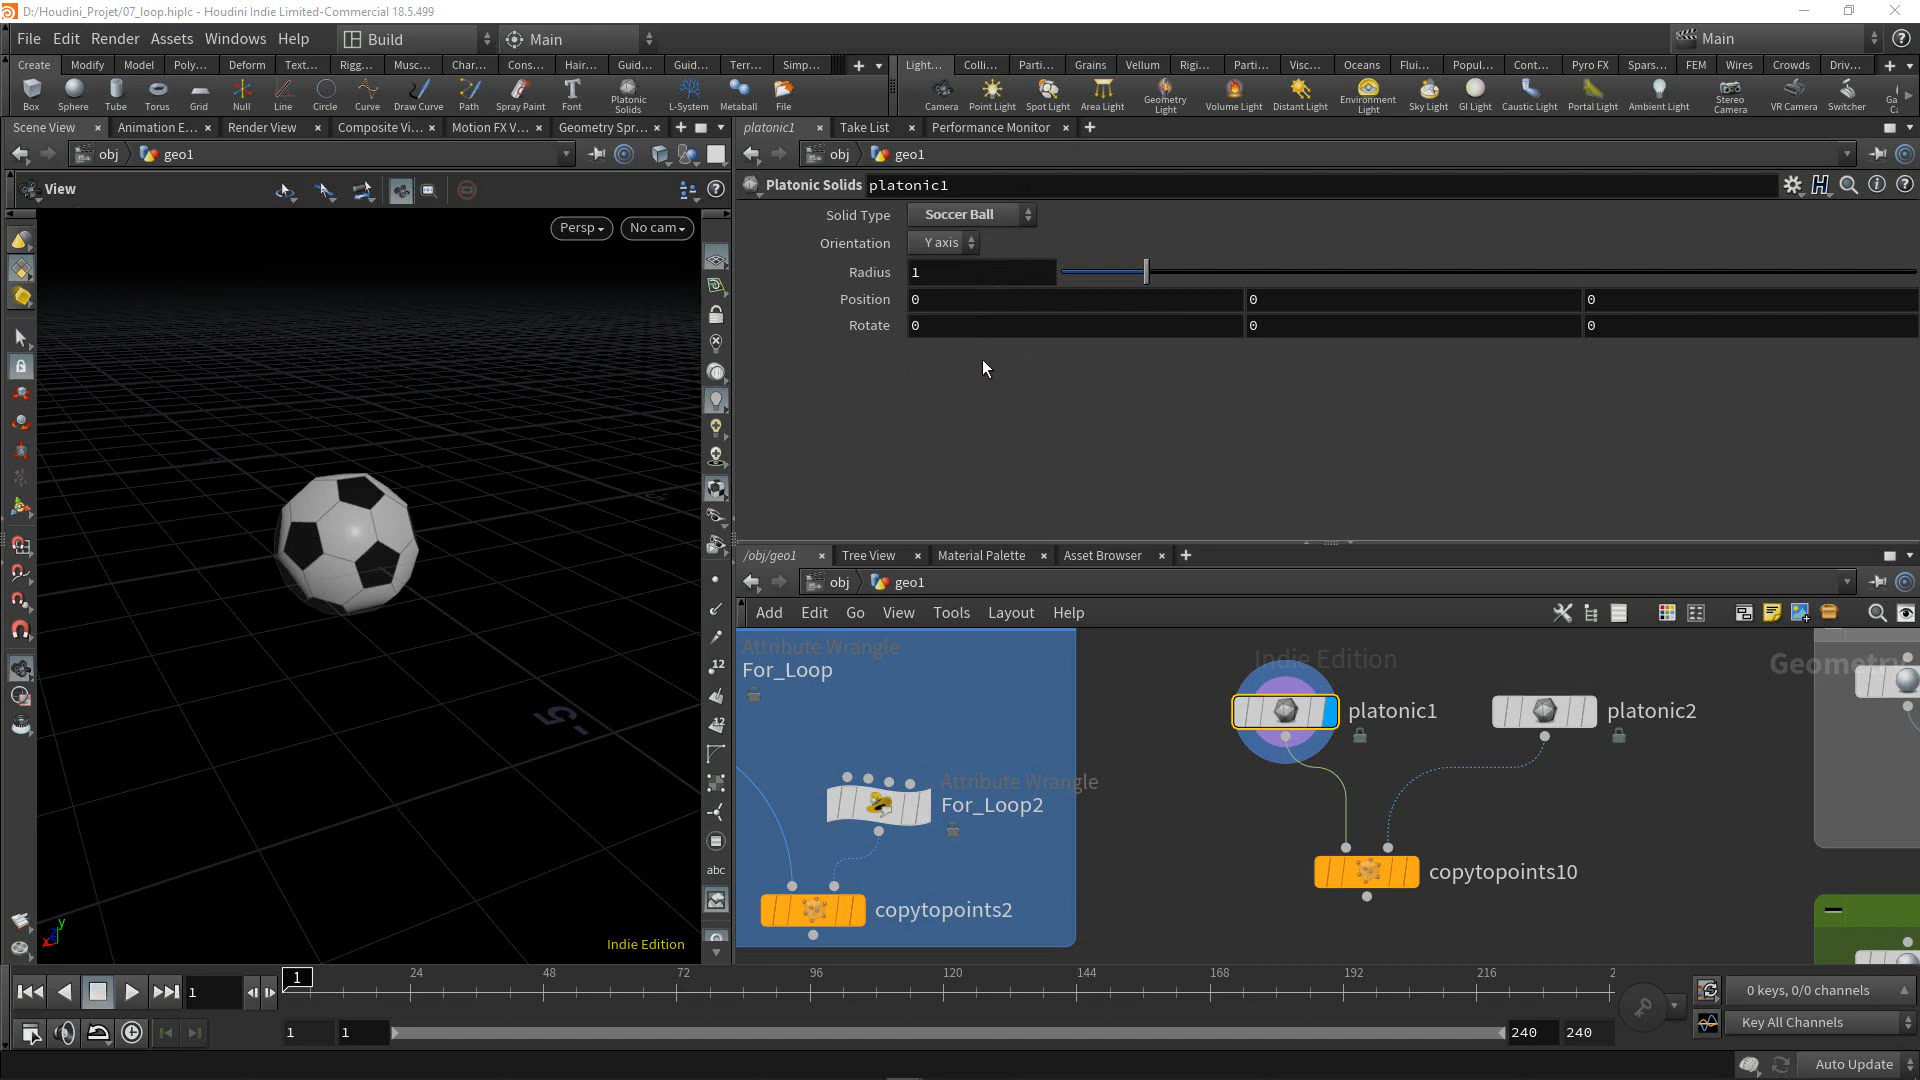 D:/Houdini_Projet/07_loop.hiplc - Houdini Indie Limited-Commercial 18.5.499
File Edit Render Assets Windows Help Build Main Main
Create Modify Model Poly... Deform Text... Rigg... Musc... Char... Cons... Hair... Guid... Guid... Terr... Simp...
Light... Colli... Parti... Grains Vellum Rigi... Parti... Visc... Oceans Flui... Popul... Cont... Pyro FX Spars... FEM Wires Crowds Driv...
Box Sphere Tube Torus Grid Null Line Circle Curve Draw Curve Path Spray Paint Font Platonic Solids L-System Metaball File
Camera Point Light Spot Light Area Light Geometry Light Volume Light Distant Light Environment Light Sky Light GI Light Caustic Light Portal Light Ambient Light Stereo Camera VR Camera Switcher
Scene View Animation E... Render View Composite Vi... Motion FX V... Geometry Spr...
platonic1 Take List Performance Monitor
obj geo1
obj geo1
View
Platonic Solids platonic1
Persp No cam
Solid Type Soccer Ball
Orientation Y axis
Radius 1
Position 0 0 0
Rotate 0 0 0
/obj/geo1 Tree View Material Palette Asset Browser
obj geo1
Add Edit Go View Tools Layout Help
Attribute Wrangle
For_Loop
Indie Edition
Geometry
platonic1
platonic2
Attribute Wrangle
For_Loop2
copytopoints10
copytopoints2
12
12
abc
-5
x z y
Indie Edition
1
1 24 48 72 96 120 144 168 192 216 2
0 keys, 0/0 channels
1 1 240 240
Key All Channels
Auto Update